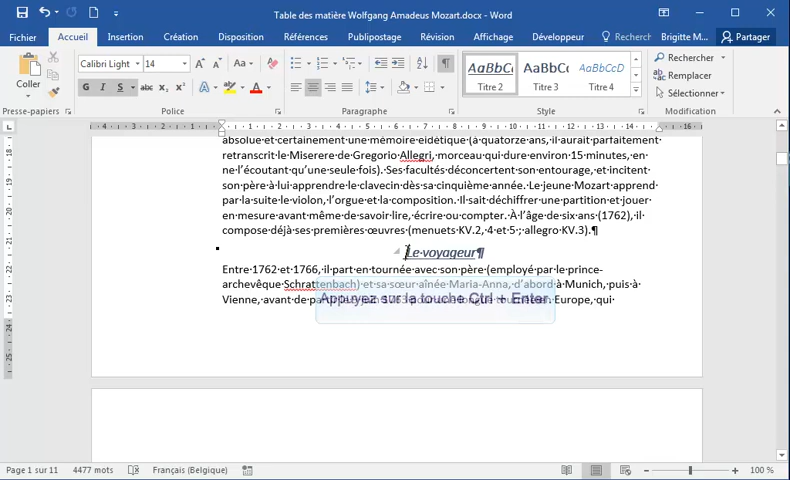 Table des matière Wolfgang Amadeus Mozart.docx - Word
Fichier Accueil Insertion Création Disposition Références Publipostage Révision Affichage Développeur Recherc Brigitte M... Partager
Coller
Calibri Light 14
G I S abc x₂ x²
AaBbCc Titre 2
AaBbCc Titre 3
AaBbCcD Titre 4
Rechercher
Remplacer
Sélectionner
Presse-papiers Police Paragraphe Style Modification
absolue·et·certainement·une·mémoire·eidétique·(à·quatorze·ans,·il·aurait·parfaitement·
retranscrit·le·Miserere·de·Gregorio·Allegri,·morceau·qui·dure·environ·15·minutes,·en·
ne·l'écoutant·qu'une·seule·fois).·Ses·facultés·déconcertent·son·entourage,·et·incitent·
son·père·à·lui·apprendre·le·clavecin·dès·sa·cinquième·année.·Le·jeune·Mozart·apprend·
par·la·suite·le·violon,·l'orgue·et·la·composition.·Il·sait·déchiffrer·une·partition·et·jouer·
en·mesure·avant·même·de·savoir·lire,·écrire·ou·compter.·À·l'âge·de·six·ans·(1762),·il·
compose·déjà·ses·premières·œuvres·(menuets·KV.2,·4·et·5·;·allegro·KV.3).¶
Le·voyageur¶
Entre·1762·et·1766,·il·part·en·tournée·avec·son·père·(employé·par·le·prince-
archevêque·Schrattenbach)·et·sa·sœur·aînée·Maria-Anna,·d'abord·à·Munich,·puis·à·
Vienne,·avant·de·Europe,·qui·
Appuyez sur la touche Ctrl + Enter.
Page 1 sur 11 4477 mots Français (Belgique) 100 %